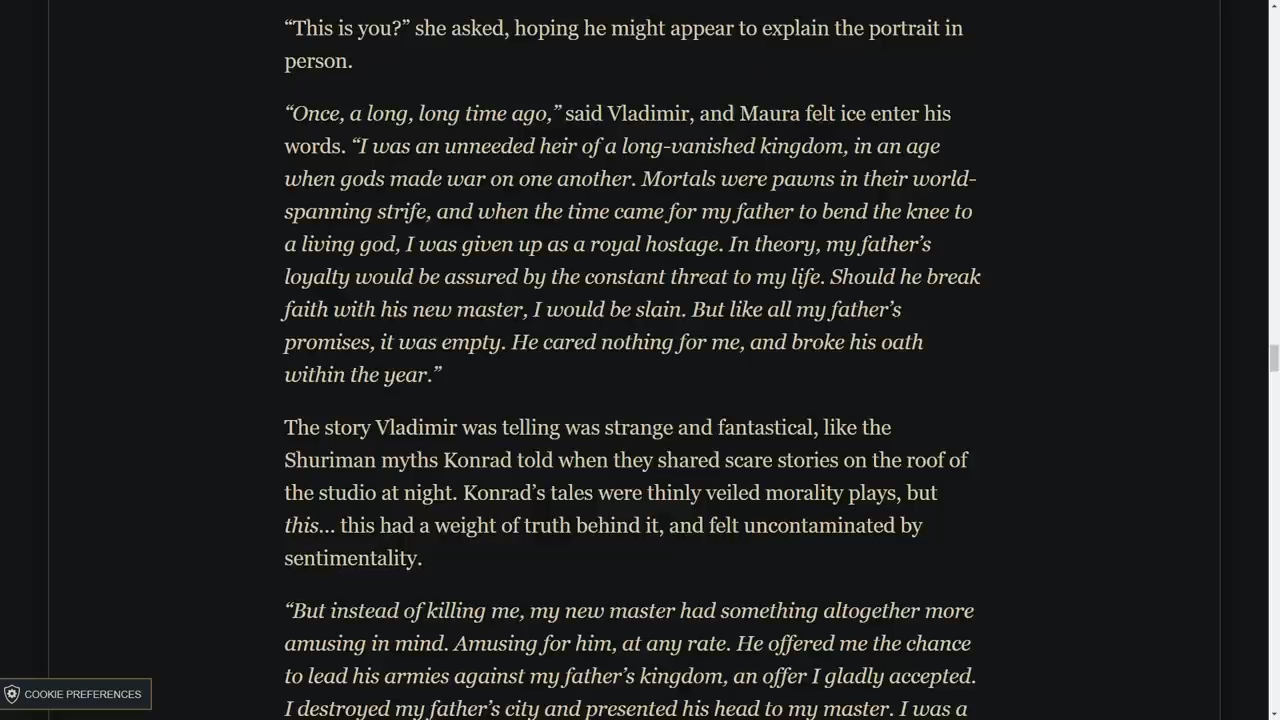 “This is you?” she asked, hoping he might appear to explain the portrait in
person.
“Once, a long, long time ago,” said Vladimir, and Maura felt ice enter his
words. “I was an unneeded heir of a long-vanished kingdom, in an age
when gods made war on one another. Mortals were pawns in their world-
spanning strife, and when the time came for my father to bend the knee to
a living god, I was given up as a royal hostage. In theory, my father’s
loyalty would be assured by the constant threat to my life. Should he break
faith with his new master, I would be slain. But like all my father’s
promises, it was empty. He cared nothing for me, and broke his oath
within the year.”
The story Vladimir was telling was strange and fantastical, like the
Shuriman myths Konrad told when they shared scare stories on the roof of
the studio at night. Konrad’s tales were thinly veiled morality plays, but
this… this had a weight of truth behind it, and felt uncontaminated by
sentimentality.
“But instead of killing me, my new master had something altogether more
amusing in mind. Amusing for him, at any rate. He offered me the chance
to lead his armies against my father’s kingdom, an offer I gladly accepted.
I destroyed my father’s city and presented his head to my master. I was a
COOKIE PREFERENCES